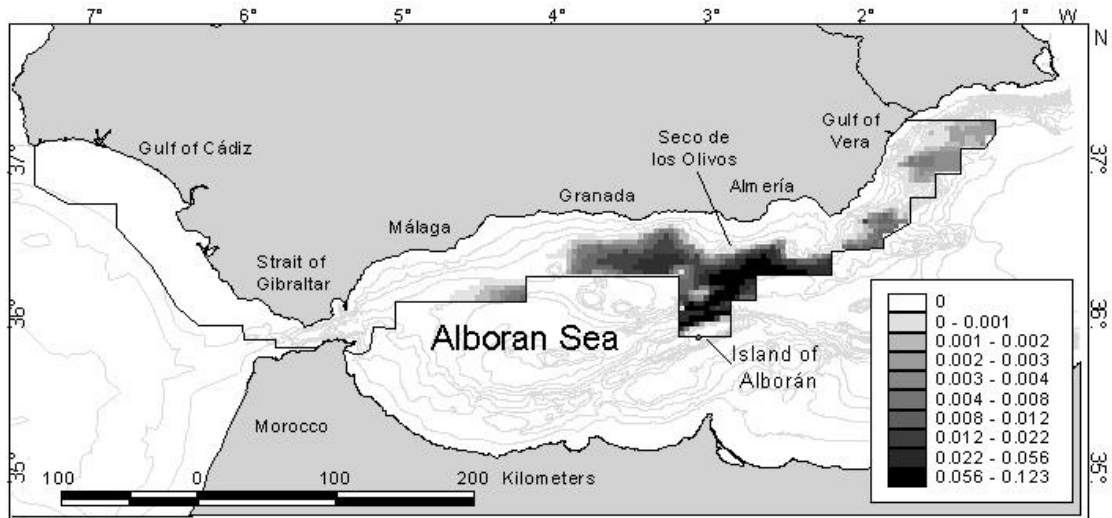 7° 6° 5° 4° 3° 2° 1° W
N
Gulf of Cádiz
37°
Seco de
los Olivos
Gulf of
Vera
37°
Granada
Almería
Málaga
Strait of
Gibraltar
36°
36°
Alboran Sea
Island of
Alborán
Morocco
35°
35°
100 0 100 200 Kilometers
0
0 - 0.001
0.001 - 0.002
0.002 - 0.003
0.003 - 0.004
0.004 - 0.008
0.008 - 0.012
0.012 - 0.022
0.022 - 0.056
0.056 - 0.123